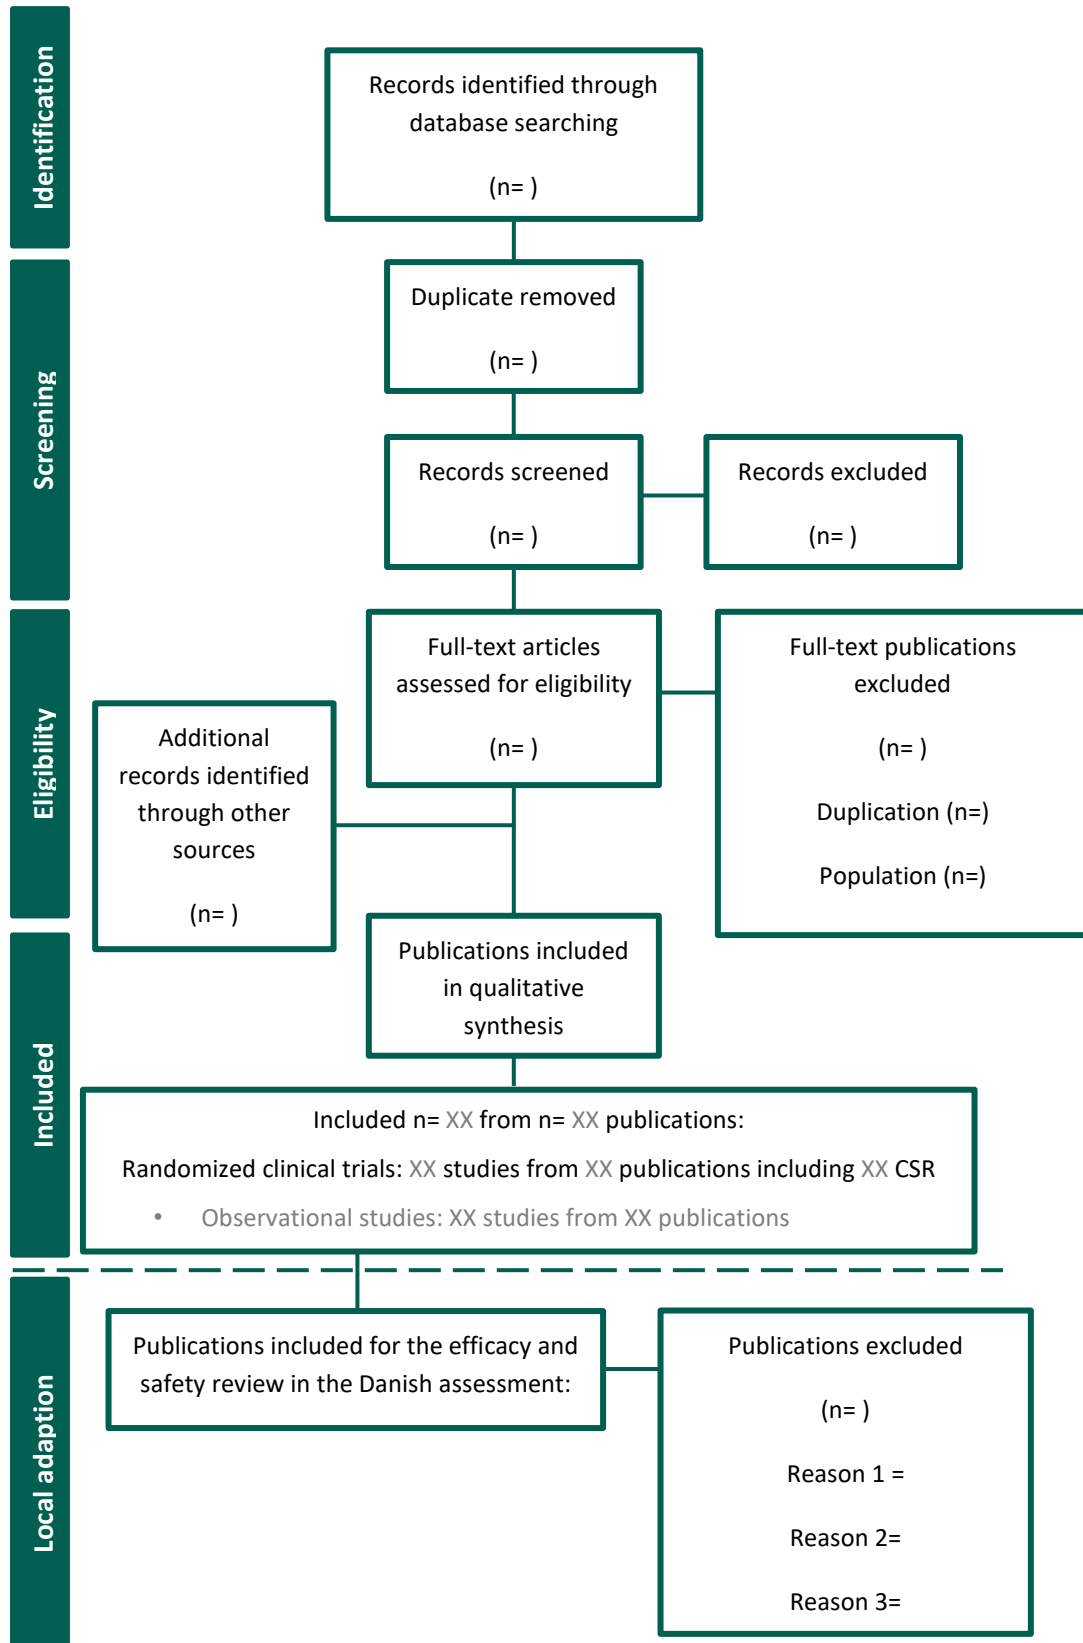 Identification
Records identified through
database searching
(n= )
Screening
Duplicate removed
(n= )
Records screened
(n= )
Records excluded
(n= )
Eligibility
Full-text articles
assessed for eligibility
(n= )
Full-text publications
excluded
(n= )
Duplication (n=)
Population (n=)
Additional
records identified
through other
sources
(n= )
Included
Publications included
in qualitative
synthesis
Included n= XX from n= XX publications:
Randomized clinical trials: XX studies from XX publications including XX CSR
• Observational studies: XX studies from XX publications
Local adaption
Publications included for the efficacy and
safety review in the Danish assessment:
Publications excluded
(n= )
Reason 1 =
Reason 2=
Reason 3=